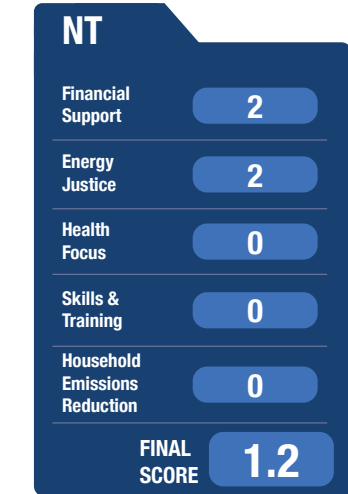 NT
Financial
Support
2
Energy
Justice
2
Health
Focus
0
Skills &
Training
0
Household
Emissions
Reduction
0
FINAL
SCORE
1.2